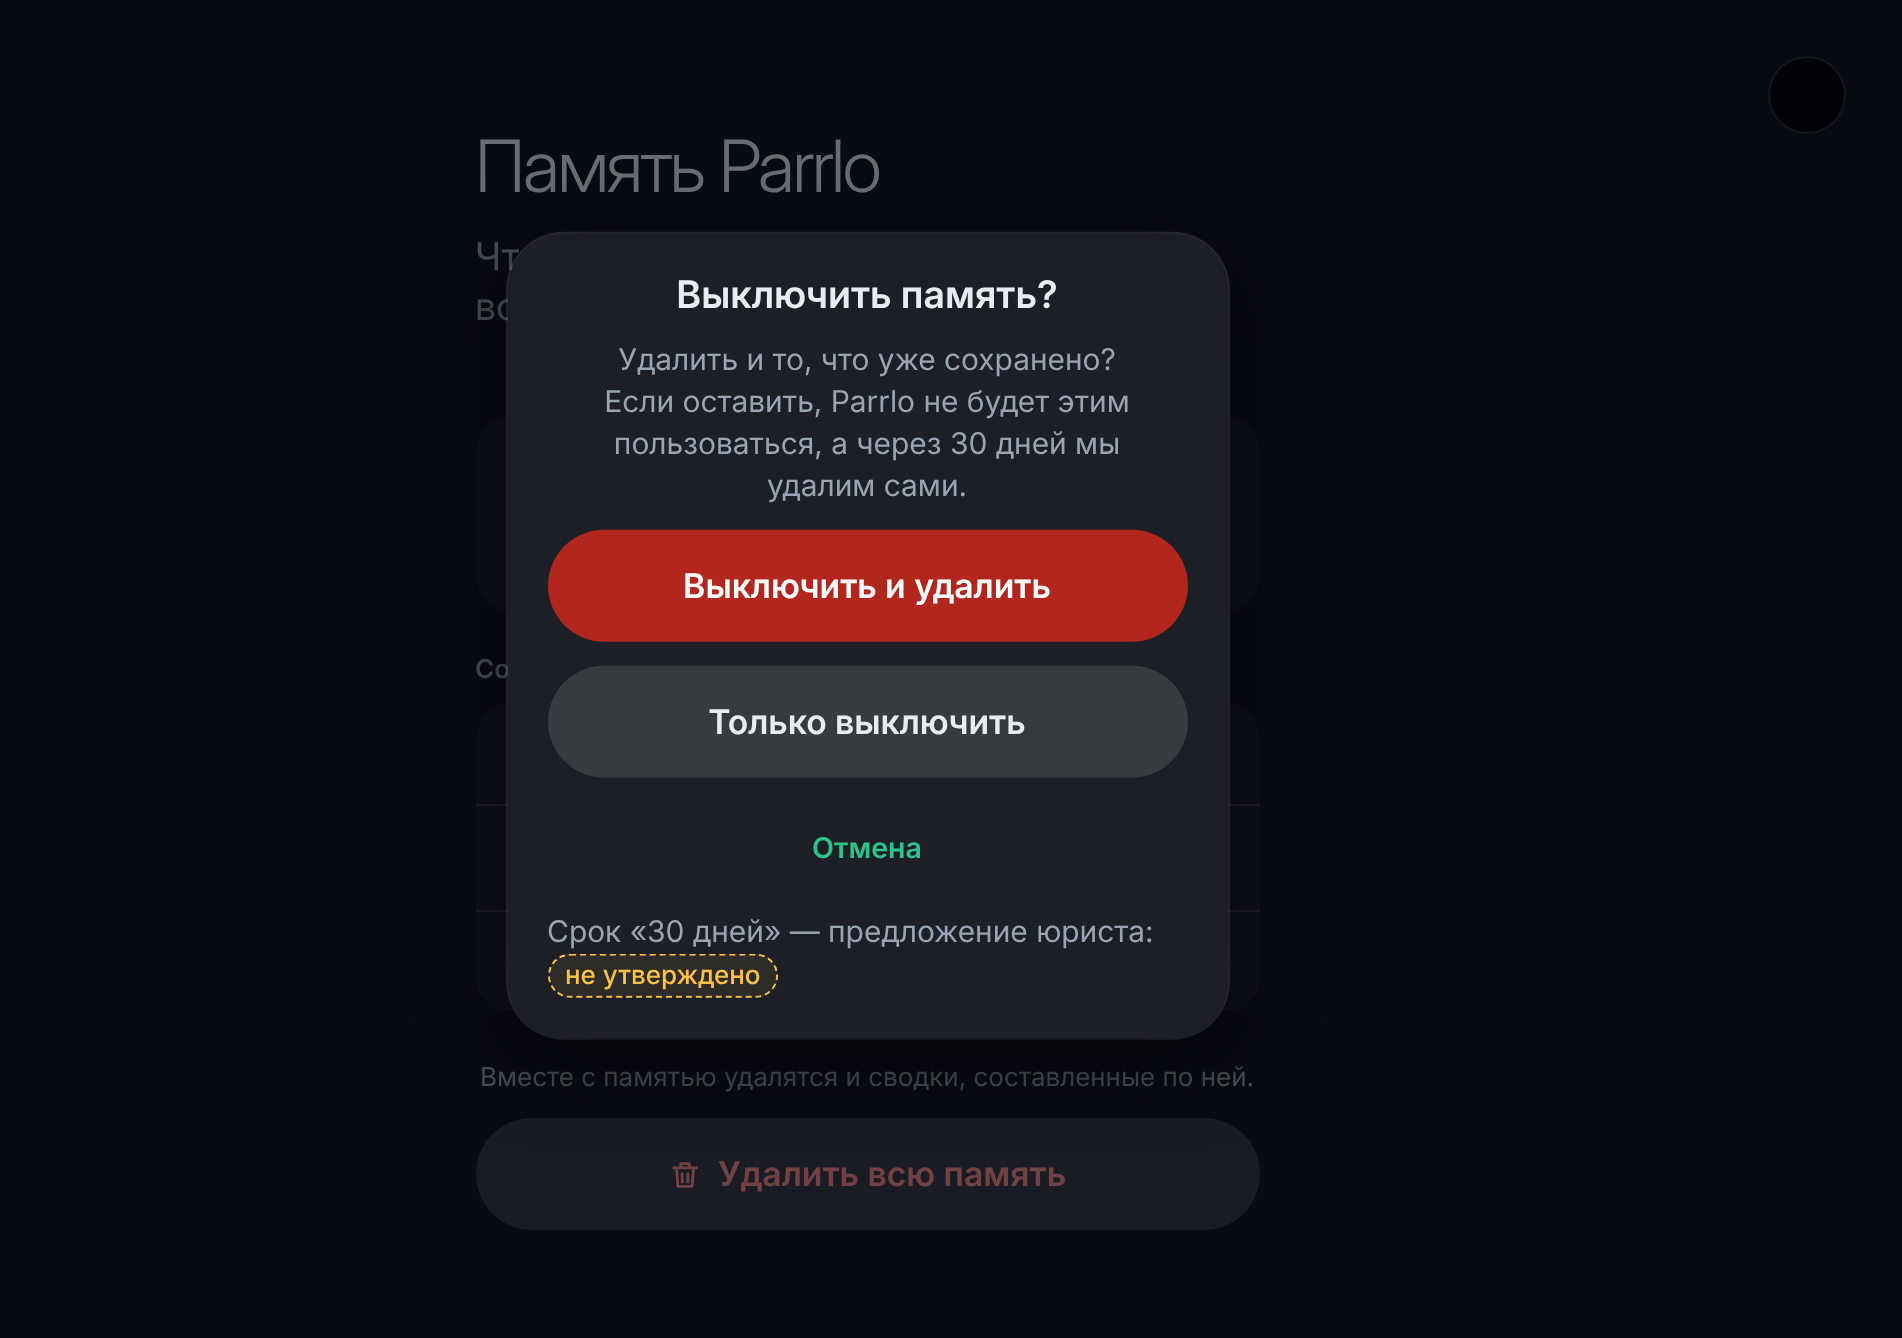 Память Parrlo
Выключить память?
Удалить и то, что уже сохранено?
Если оставить, Parrlo не будет этим
пользоваться, а через 30 дней мы
удалим сами.
Выключить и удалить
Только выключить
Отмена
Срок «30 дней» — предложение юриста:
не утверждено
Вместе с памятью удалятся и сводки, составленные по ней.
Удалить всю память